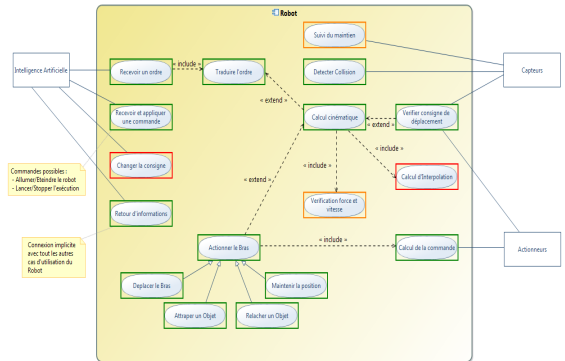 Robot
Suivi du maintien
Intelligence Artificielle
Recevoir un ordre
« include »
Traduire l'ordre
Detecter Collision
Capteurs
« extend »
Recevoir et appliquer
une commande
Calcul cinématique
« extend »
Verifier consigne de
déplacement
« include »
Commandes possibles :
- Allumer/Eteindre le robot
- Lancer/Stopper l'exécution
Changer la consigne
« extend »
« include »
Calcul d'Interpolation
Retour d'informations
Verification force et
vitesse
Connexion implicite
avec tout les autres
cas d'utilisation du
Robot
Actionner le Bras
« include »
Calcul de la commande
Actionneurs
Deplacer le Bras
Maintenir la position
Attraper un Objet
Relacher un Objet